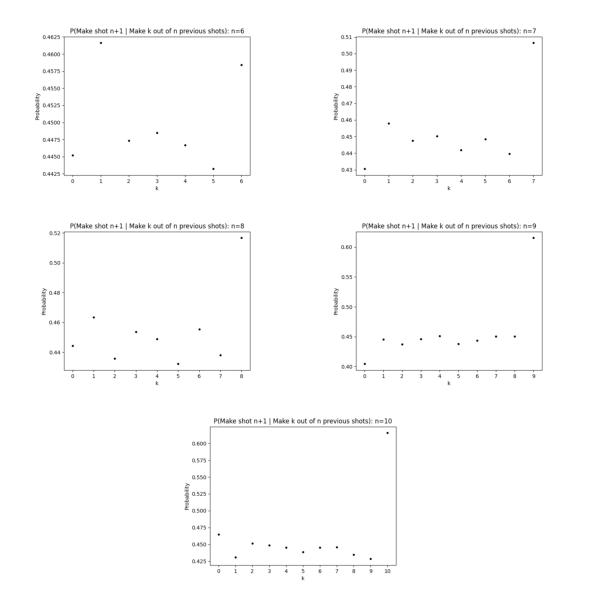 P(Make shot n+1 | Make k out of n previous shots): n=6
0.4625
0.4600
0.4575
0.4550
0.4525
0.4500
0.4475
0.4450
0.4425
Probability
0 1 2 3 4 5 6
k
P(Make shot n+1 | Make k out of n previous shots): n=7
0.51
0.50
0.49
0.48
0.47
0.46
0.45
0.44
0.43
Probability
0 1 2 3 4 5 6 7
k
P(Make shot n+1 | Make k out of n previous shots): n=8
0.52
0.50
0.48
0.46
0.44
Probability
0 1 2 3 4 5 6 7 8
k
P(Make shot n+1 | Make k out of n previous shots): n=9
0.60
0.55
0.50
0.45
0.40
Probability
0 1 2 3 4 5 6 7 8 9
k
P(Make shot n+1 | Make k out of n previous shots): n=10
0.600
0.575
0.550
0.525
0.500
0.475
0.450
0.425
Probability
0 1 2 3 4 5 6 7 8 9 10
k